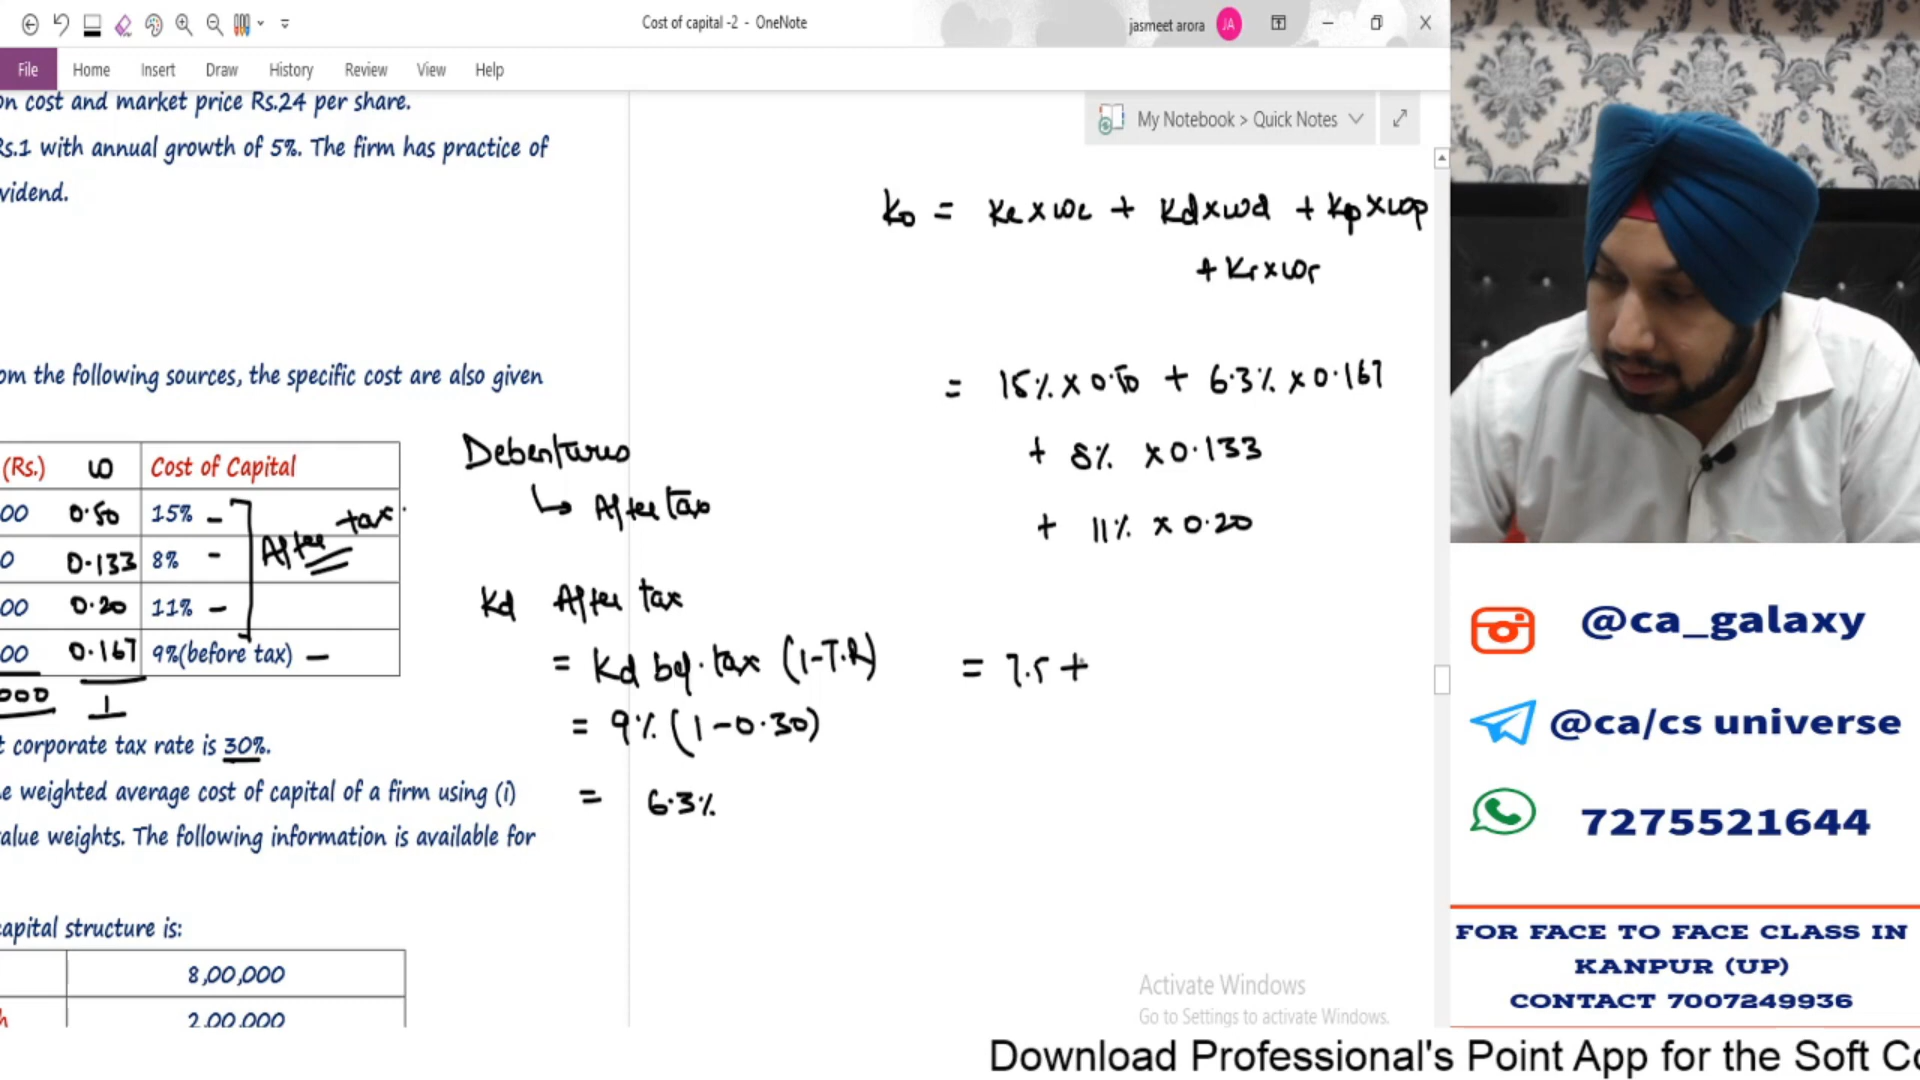 Cost of capital -2 - OneNote
jasmeet arora JA
File Home Insert Draw History Review View Help
My Notebook > Quick Notes
on cost and market price Rs.24 per share.
Rs.1 with annual growth of 5%. The firm has practice of
vidend.
Ko = Ke x We + Kd x Wd + Kp x Wp
+ Kr x Wr
om the following sources, the specific cost are also given
= 15% x 0.50 + 6.3% x 0.167
+ 8% x 0.133
+ 11% x 0.20
(Rs.) ω Cost of Capital
00 0.50 15% -
0 0.133 8% -
00 0.20 11% -
00 0.167 9%(before tax) -
000 1
After tax
Debentures
↳ After Tax
Kd After tax
= Kd bef. tax (1-T.R)
= 9% (1-0.30)
= 6.3%
= 7.5 +
t corporate tax rate is 30%.
e weighted average cost of capital of a firm using (i)
alue weights. The following information is available for
capital structure is:
8,00,000
h 2,00,000
Activate Windows
Go to Settings to activate Windows.
@ca_galaxy
@ca/cs universe
7275521644
FOR FACE TO FACE CLASS IN
KANPUR (UP)
CONTACT 7007249936
Download Professional's Point App for the Soft Co